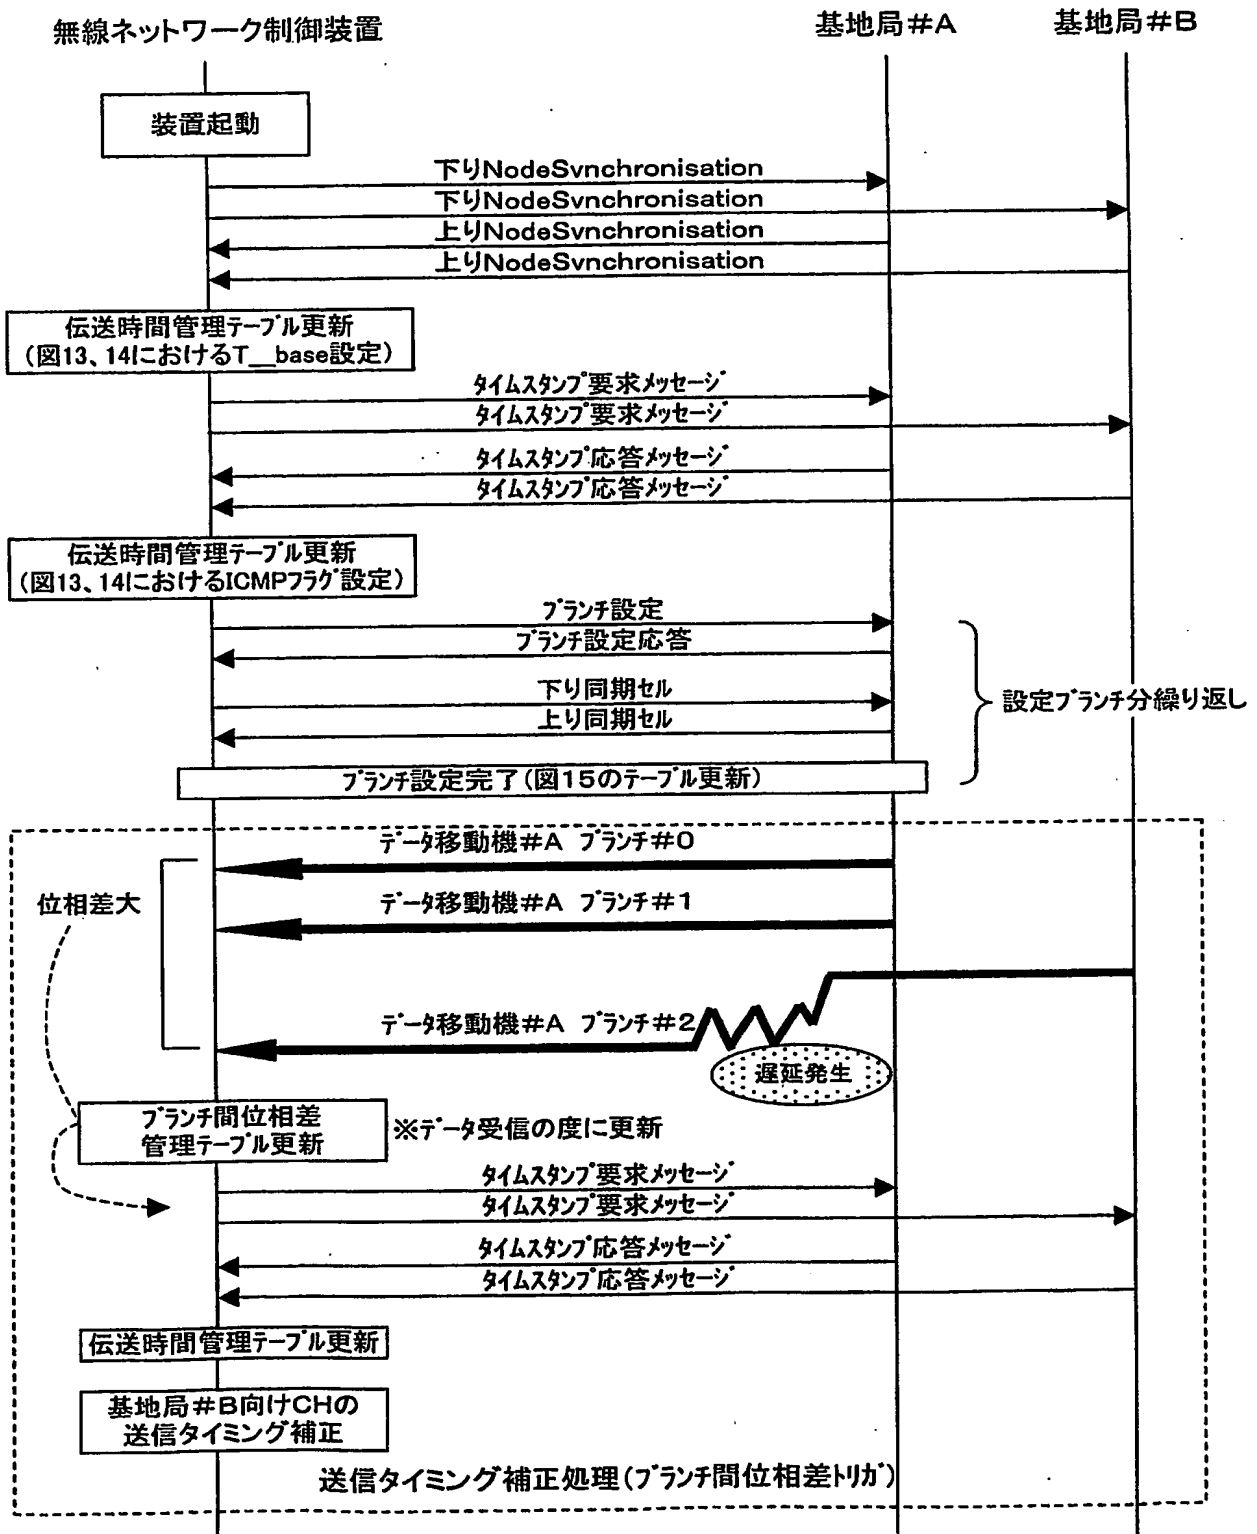 無線ネットワーク制御装置
基地局#A
基地局#B
装置起動
下りNodeSynchronisation
下りNodeSynchronisation
上りNodeSynchronisation
上りNodeSynchronisation
伝送時間管理テーブル更新
(図13、14におけるT__base設定)
タイムスタンプ要求メッセージ
タイムスタンプ要求メッセージ
タイムスタンプ応答メッセージ
タイムスタンプ応答メッセージ
伝送時間管理テーブル更新
(図13、14におけるICMPフラグ設定)
ブランチ設定
ブランチ設定応答
下り同期セル
上り同期セル
設定ブランチ分繰り返し
ブランチ設定完了(図15のテーブル更新)
データ移動機#A ブランチ#0
位相差大
データ移動機#A ブランチ#1
データ移動機#A ブランチ#2
遅延発生
ブランチ間位相差
管理テーブル更新
※データ受信の度に更新
タイムスタンプ要求メッセージ
タイムスタンプ要求メッセージ
タイムスタンプ応答メッセージ
タイムスタンプ応答メッセージ
伝送時間管理テーブル更新
基地局#B向けCHの
送信タイミング補正
送信タイミング補正処理(ブランチ間位相差トリガ)